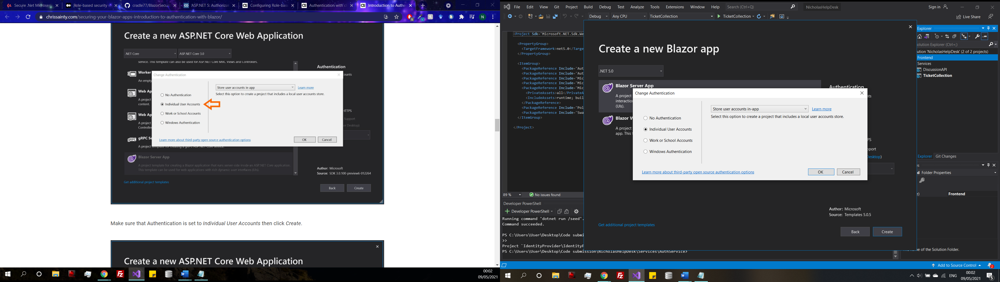 Secure .Net Microser
Role-based security w
cradle77/BlazorSecuri
'ASP.NET 5: Authoriza
Configuring Role-bas
Authentication with c
Introduction to Authe
chrissainty.com/securing-your-blazor-apps-introduction-to-authentication-with-blazor/
N
Create a new ASP.NET Core Web Application
.NET Core
ASP.NET Core 3.0
service. This template can also be used for ASP.NET Core MVC Views and Controllers.
Authentication
Worker
An empty
Web Ap
A project
content.
Web Ap
A project
Controller
gRPC Se
A project template for creating a gRPC ASP.NET Core service.
Change Authentication
ounts
Store user accounts in-app
Learn more
Select this option to create a project that includes a local user accounts store.
No Authentication
Individual User Accounts
Work or School Accounts
Windows Authentication
HTTPS
Support
er Desktop)
Learn more about third-party open source authentication options
OK
Cancel
Blazor Server App
A project template for creating a Blazor application that runs server-side inside an ASP.NET Core application.
This template can be used for web applications with rich dynamic user interfaces (UIs).
Author: Microsoft
Source: SDK 3.0.100-preview6-012264
Get additional project templates
Back
Create
Make sure that Authentication is set to Individual User Accounts then click Create.
Create a new ASP.NET Core Web Application
00:02
09/05/2021
File Edit View Git Project Build Debug Test Analyze Tools Extensions Window Help
Search (Ctrl+Q)
NicholasHelpDesk
Sign in
Debug
Any CPU
TicketCollection
TicketCollection
Live Share
<Project Sdk="Microsoft.NET.Sdk.We
<PropertyGroup>
<TargetFramework>net5.0</Targe
</PropertyGroup>
<ItemGroup>
<PackageReference Include="Aut
<PackageReference Include="Aut
<PackageReference Include="Mic
<PackageReference Include="Mic
<PackageReference Include="Mic
<PrivateAssets>all</PrivateA
<IncludeAssets>runtime; buil
</PackageReference>
<PackageReference Include="Pol
<PackageReference Include="Swa
</ItemGroup>
</Project>
89 %
No issues found
Developer PowerShell
Developer PowerShell
Running command 'dotnet run /seed'.
Command succeeded.
PS C:\Users\User\Desktop\Code submi
>>
Project `IdentityProvider\IdentityP
PS C:\Users\User\Desktop\Code submission\NicholasHelpDesk\Services\AuthService>
Create a new Blazor app
.NET 5.0
Blazor Server App
A project
interaction
(UIs).
Blazor W
A project
app. This
Authentication
Change Authentication
Store user accounts in-app
Learn more
Select this option to create a project that includes a local user accounts store.
No Authentication
Individual User Accounts
Work or School Accounts
Windows Authentication
Learn more about third-party open source authentication options
OK
Cancel
nts
PS
pport
Desktop)
Author: Microsoft
Source: Templates 5.0.5
Get additional project templates
Back
Create
Explorer
olution Explorer (Ctrl+;)
ution 'NicholasHelpDesk' (2 of 2 projects)
Frontend
Services
DiscussionAPI
TicketCollection
Explorer
Git Changes
es
d Folder Properties
e)
Frontend
me of the Solution Folder.
Add to Source Control
2
ENG
00:02
09/05/2021
5